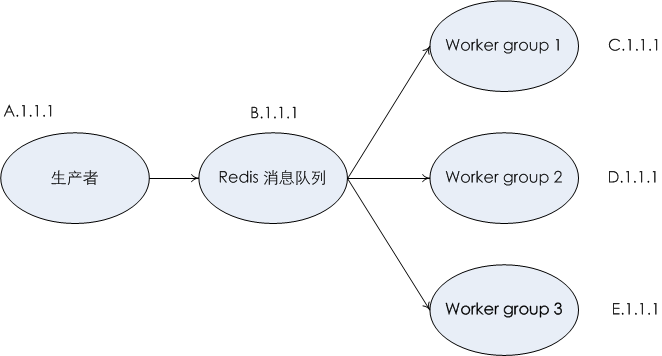 Worker group 1
C.1.1.1
A.1.1.1
B.1.1.1
生产者
Redis 消息队列
Worker group 2
D.1.1.1
Worker group 3
E.1.1.1